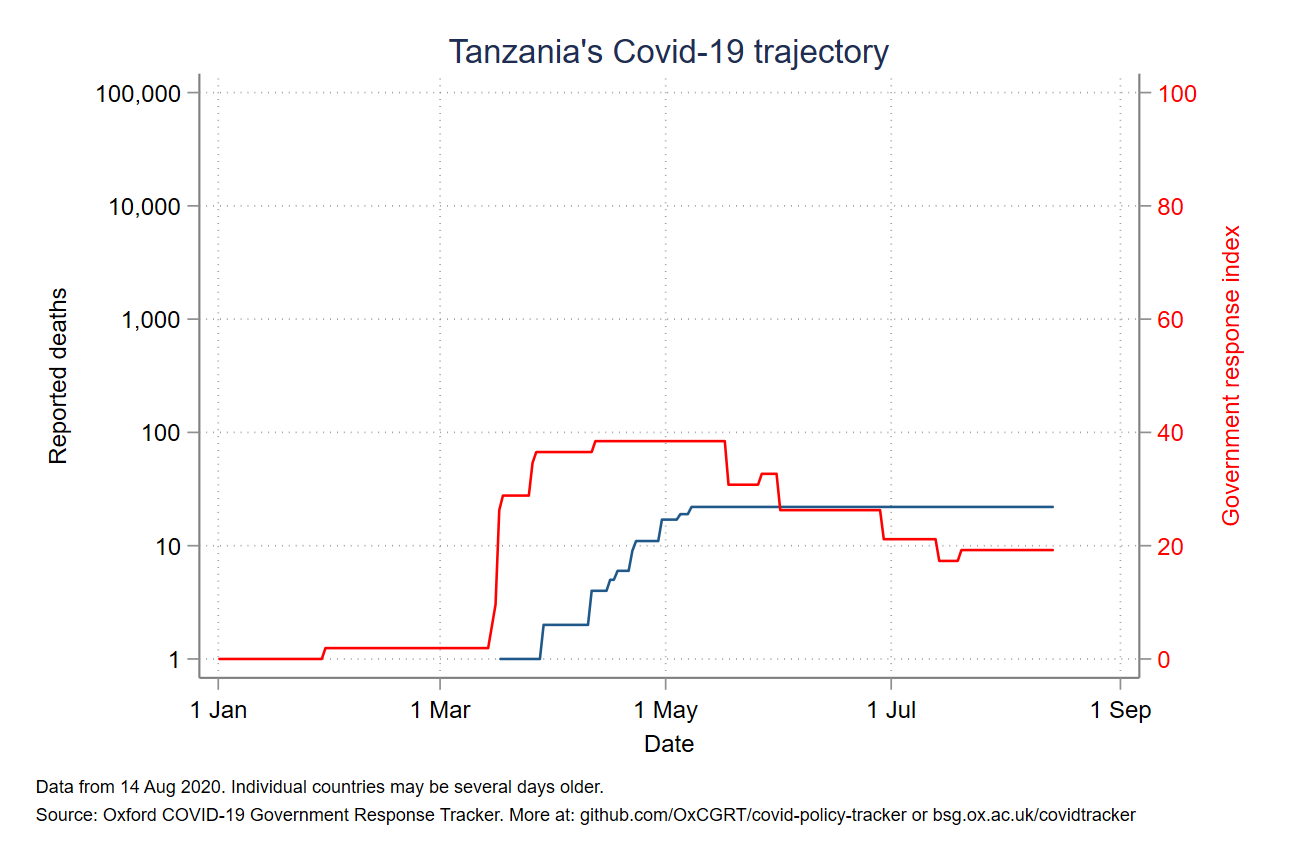 Tanzania's Covid-19 trajectory
100,000
10,000
1,000
100
10
1
Reported deaths
100
80
60
40
20
0
Government response index
1 Jan
1 Mar
1 May
1 Jul
1 Sep
Date
Data from 14 Aug 2020. Individual countries may be several days older.
Source: Oxford COVID-19 Government Response Tracker. More at: github.com/OxCGRT/covid-policy-tracker or bsg.ox.ac.uk/covidtracker